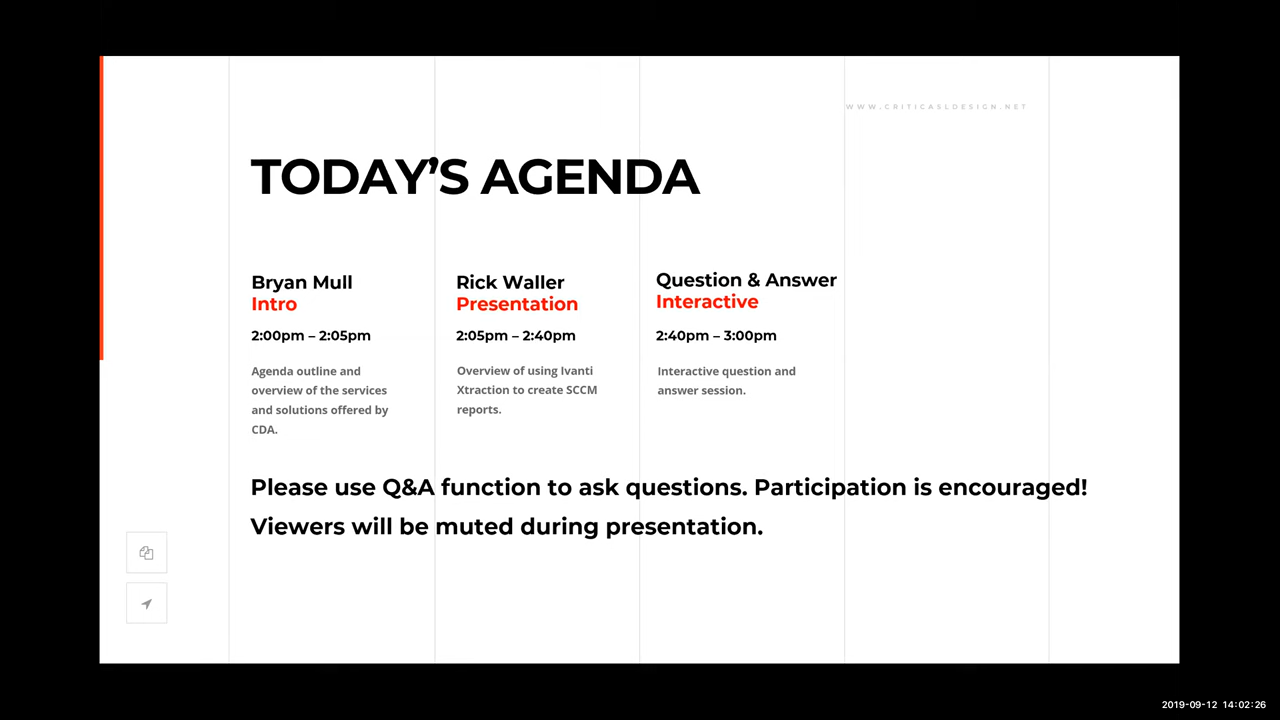 WWW.CRITICASLDESIGN.NET
TODAY’S AGENDA
Bryan Mull
Intro
2:00pm – 2:05pm
Agenda outline and
overview of the services
and solutions offered by
CDA.
Rick Waller
Presentation
2:05pm – 2:40pm
Overview of using Ivanti
Xtraction to create SCCM
reports.
Question & Answer
Interactive
2:40pm – 3:00pm
Interactive question and
answer session.
Please use Q&A function to ask questions. Participation is encouraged!
Viewers will be muted during presentation.
2019-09-12 14:02:26